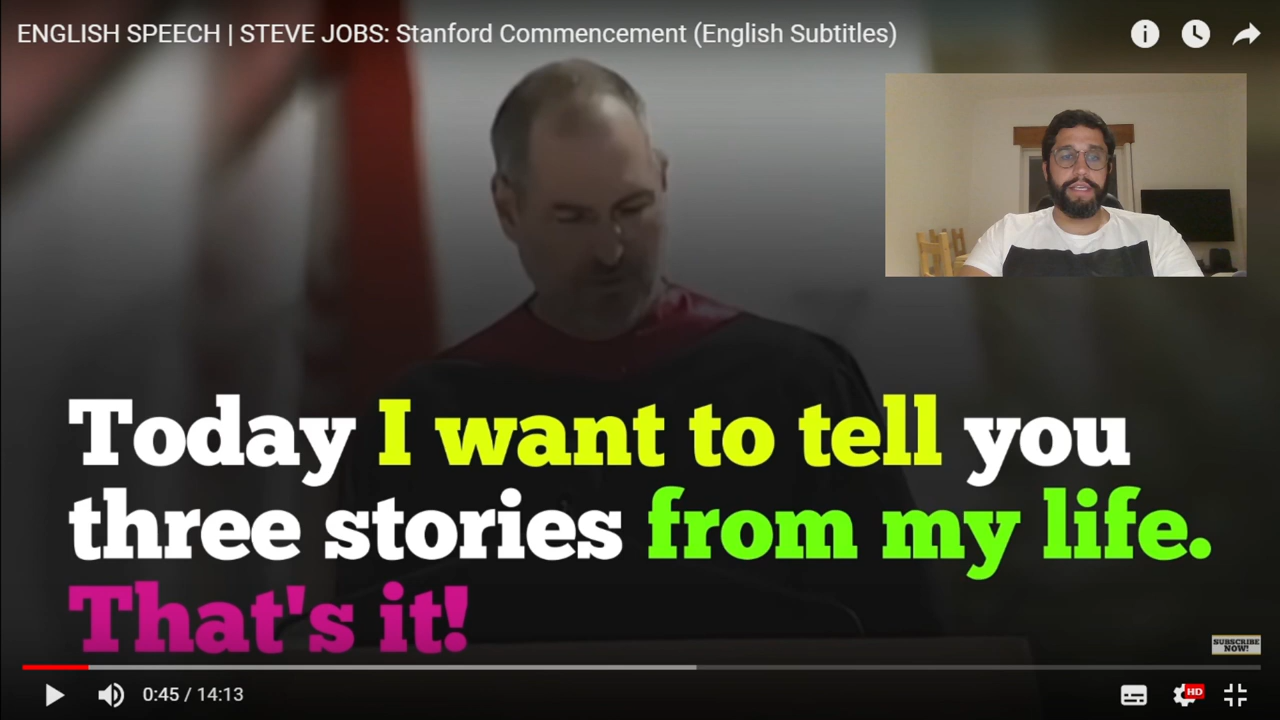 ENGLISH SPEECH | STEVE JOBS: Stanford Commencement (English Subtitles)
Today I want to tell you
three stories from my life.
That's it!
SUBSCRIBE
NOW!
0:45 / 14:13
HD